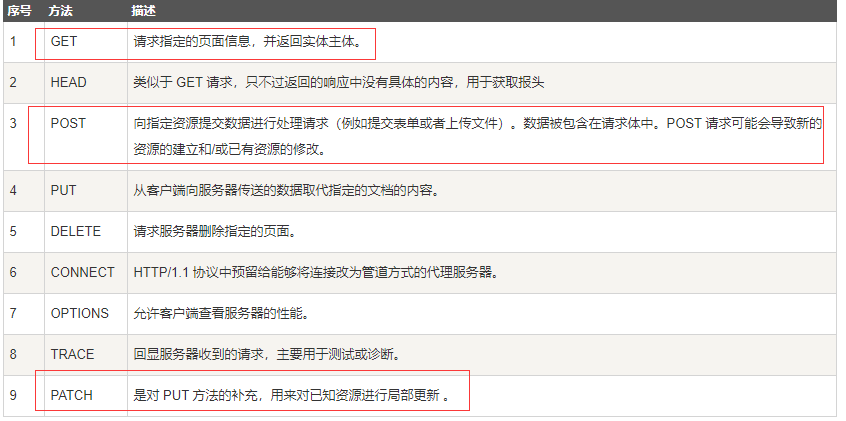 序号 方法 描述
1 GET 请求指定的页面信息，并返回实体主体。
2 HEAD 类似于 GET 请求，只不过返回的响应中没有具体的内容，用于获取报头
3 POST 向指定资源提交数据进行处理请求（例如提交表单或者上传文件）。数据被包含在请求体中。POST 请求可能会导致新的
资源的建立和/或已有资源的修改。
4 PUT 从客户端向服务器传送的数据取代指定的文档的内容。
5 DELETE 请求服务器删除指定的页面。
6 CONNECT HTTP/1.1 协议中预留给能够将连接改为管道方式的代理服务器。
7 OPTIONS 允许客户端查看服务器的性能。
8 TRACE 回显服务器收到的请求，主要用于测试或诊断。
9 PATCH 是对 PUT 方法的补充，用来对已知资源进行局部更新 。